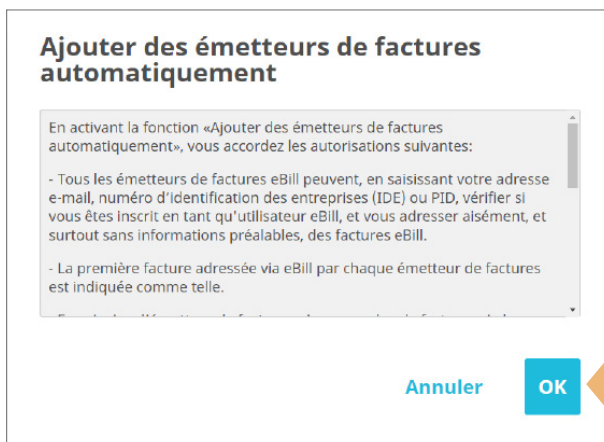 Ajouter des émetteurs de factures
automatiquement
En activant la fonction «Ajouter des émetteurs de factures
automatiquement», vous accordez les autorisations suivantes:
- Tous les émetteurs de factures eBill peuvent, en saisissant votre adresse
e-mail, numéro d'identification des entreprises (IDE) ou PID, vérifier si
vous êtes inscrit en tant qu'utilisateur eBill, et vous adresser aisément, et
surtout sans informations préalables, des factures eBill.
- La première facture adressée via eBill par chaque émetteur de factures
est indiquée comme telle.
Annuler
OK